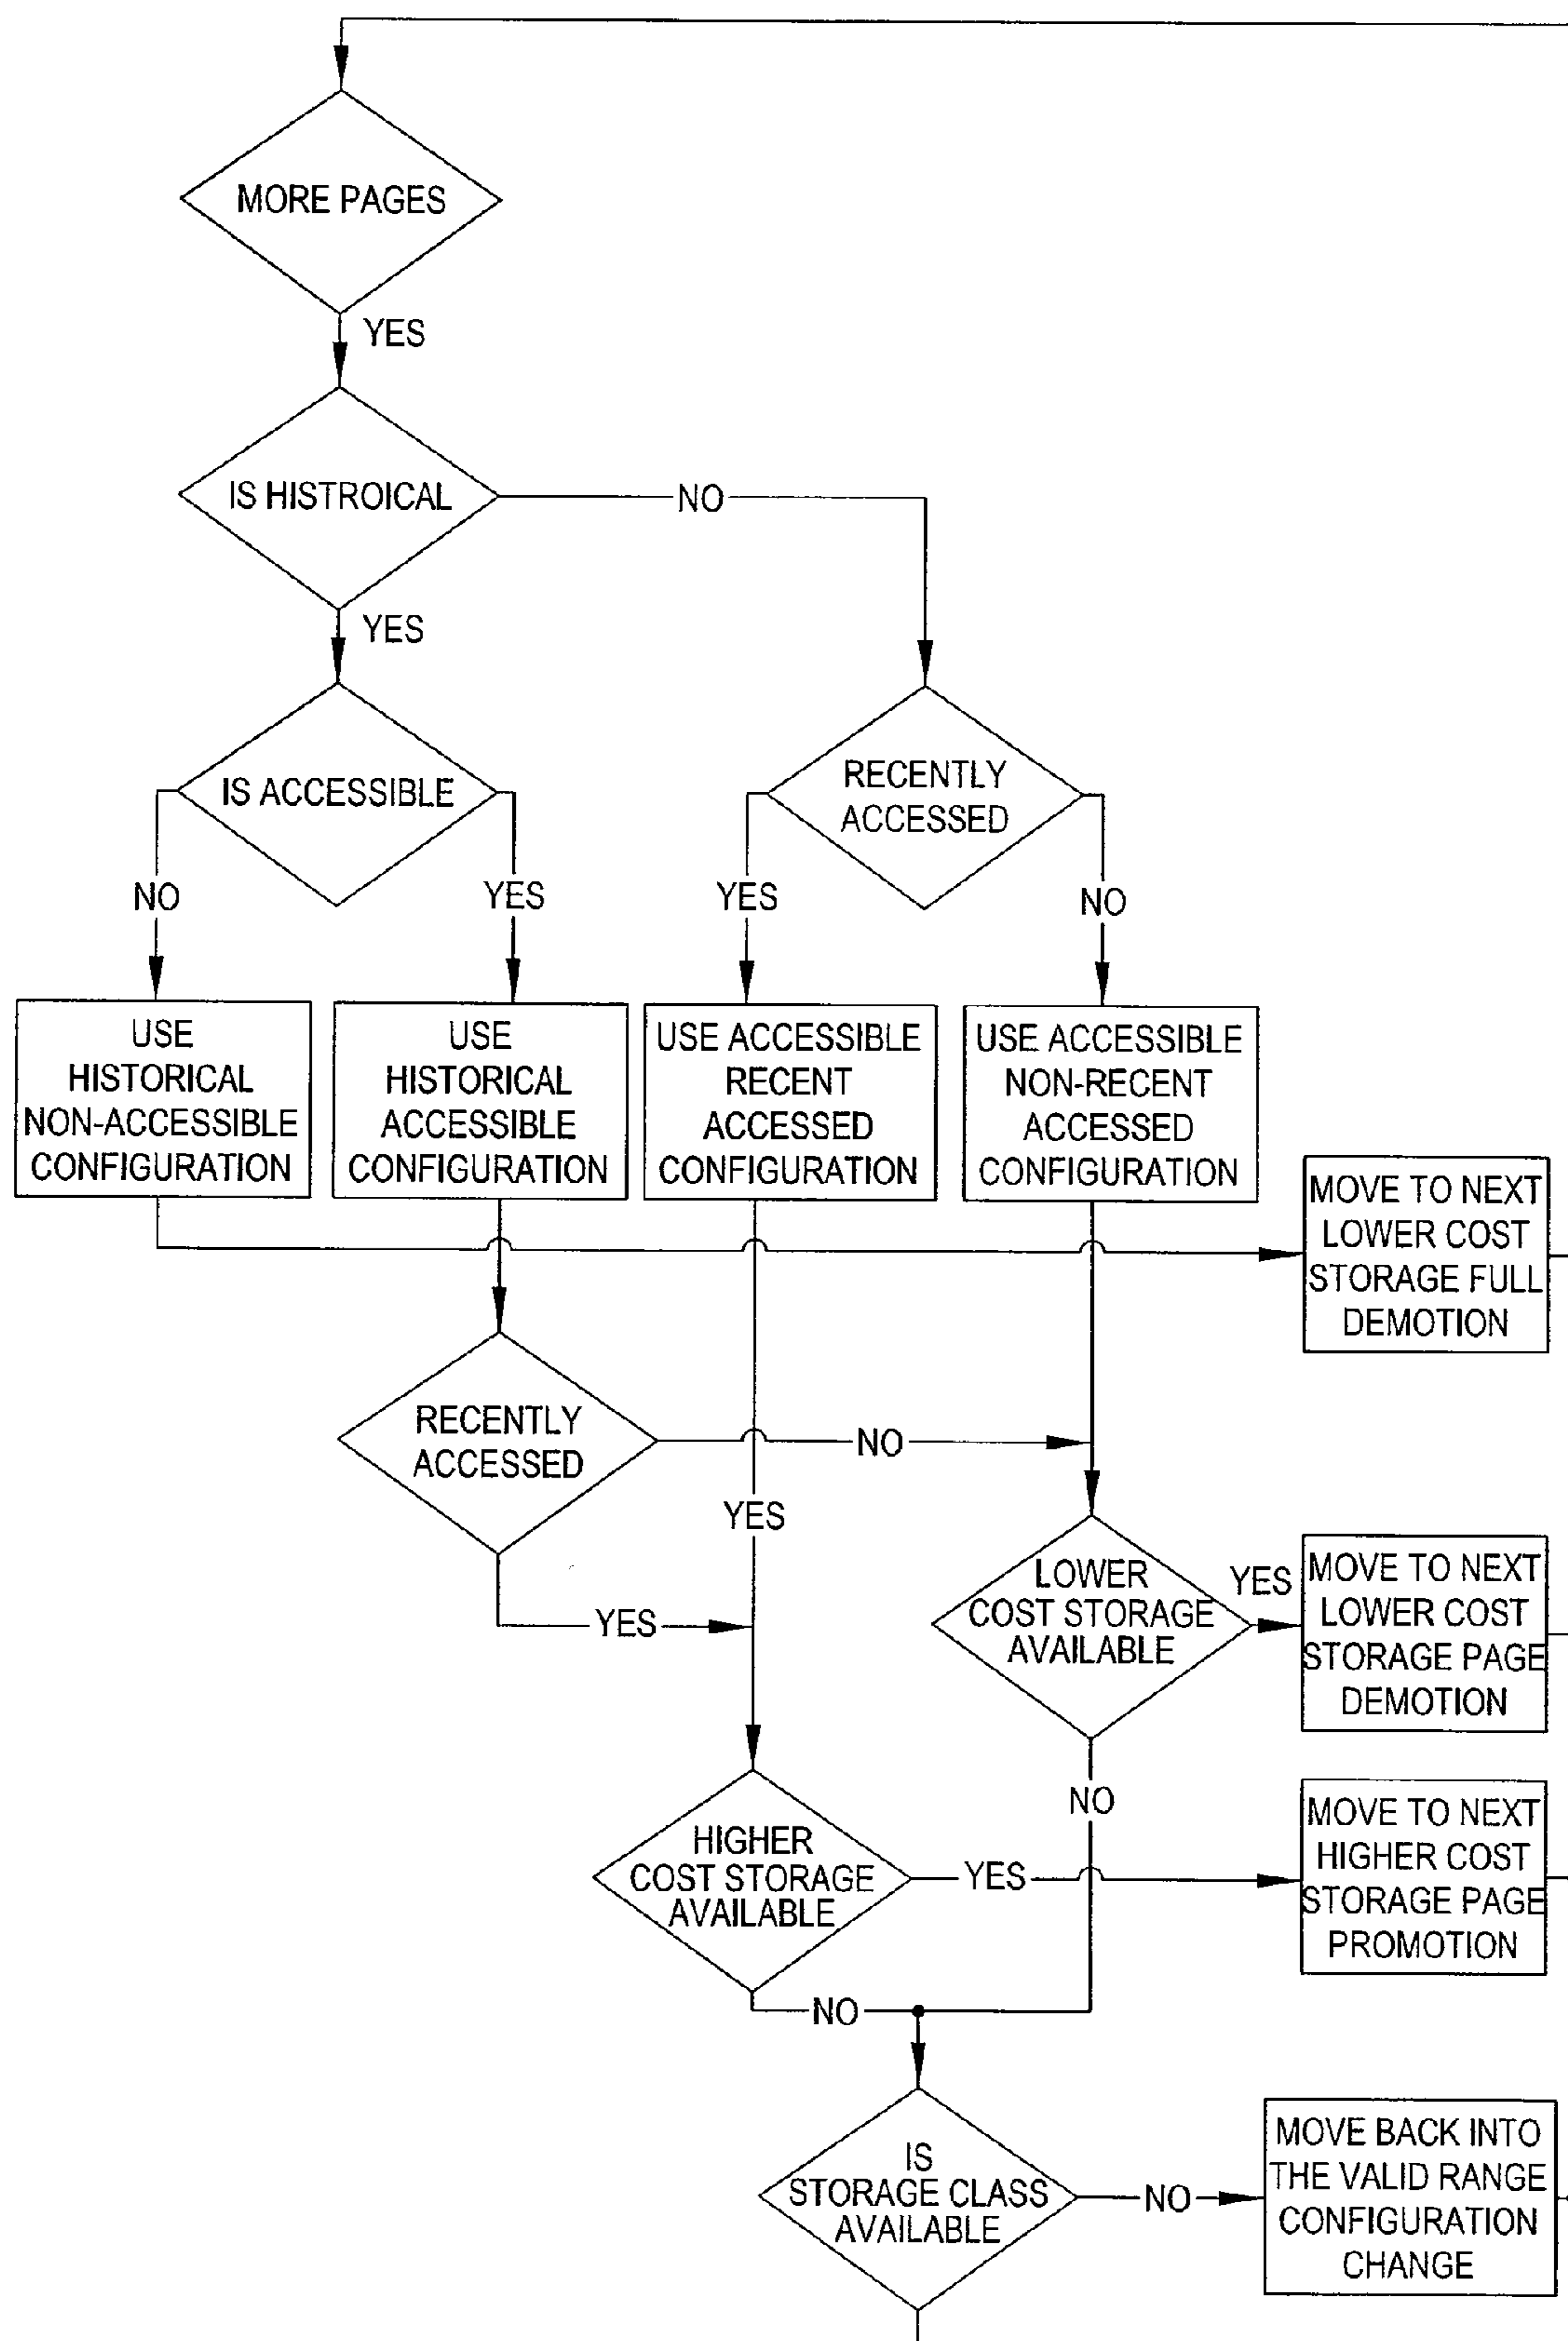 MORE PAGES
YES
IS HISTROICAL
NO
YES
IS ACCESSIBLE
RECENTLY
ACCESSED
NO
YES
YES
NO
USE
HISTORICAL
NON-ACCESSIBLE
CONFIGURATION
USE
HISTORICAL
ACCESSIBLE
CONFIGURATION
USE ACCESSIBLE
RECENT
ACCESSED
CONFIGURATION
USE ACCESSIBLE
NON-RECENT
ACCESSED
CONFIGURATION
MOVE TO NEXT
LOWER COST
STORAGE FULL
DEMOTION
RECENTLY
ACCESSED
NO
YES
YES
LOWER
COST STORAGE
AVAILABLE
YES
MOVE TO NEXT
LOWER COST
STORAGE PAGE
DEMOTION
NO
HIGHER
COST STORAGE
AVAILABLE
YES
MOVE TO NEXT
HIGHER COST
STORAGE PAGE
PROMOTION
NO
IS
STORAGE CLASS
AVAILABLE
NO
MOVE BACK INTO
THE VALID RANGE
CONFIGURATION
CHANGE